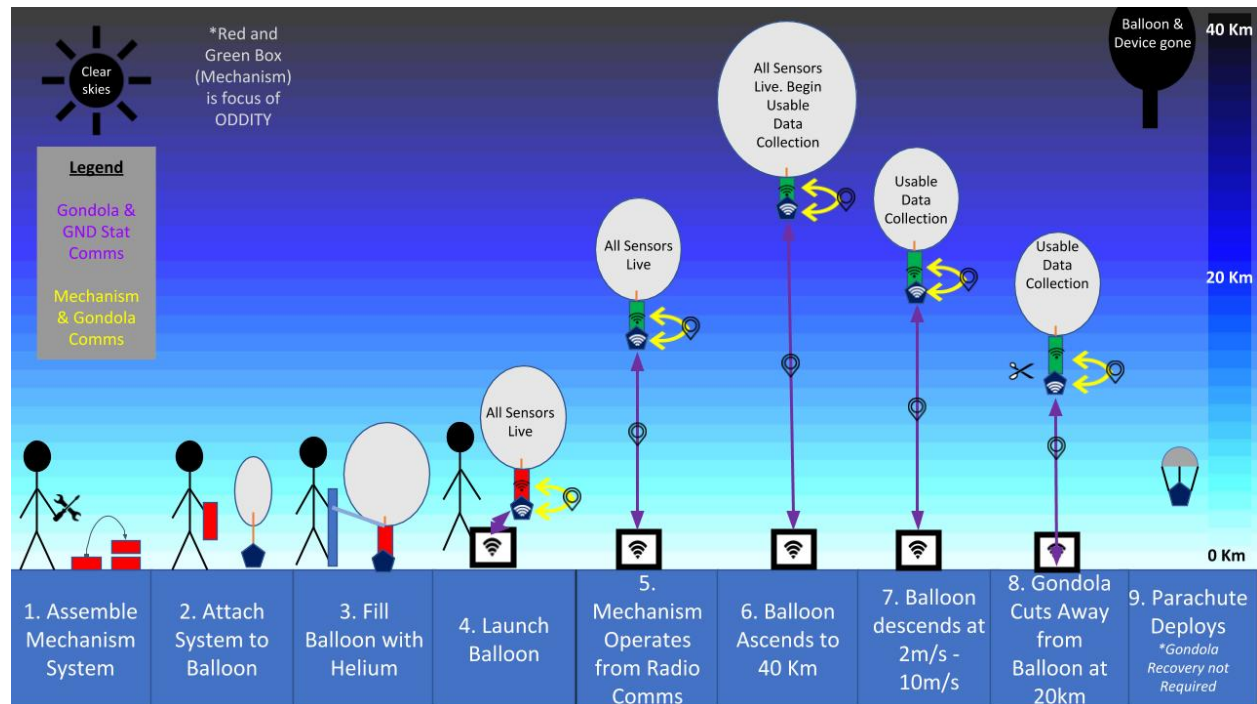 Clear
skies
*Red and
Green Box
(Mechanism)
is focus of
ODDITY
Legend
Gondola &
GND Stat
Comms
Mechanism
& Gondola
Comms
All Sensors
Live
All Sensors
Live
All Sensors
Live. Begin
Usable
Data
Collection
Usable
Data
Collection
Usable
Data
Collection
Balloon &
Device gone
40 Km
20 Km
0 Km
1. Assemble
Mechanism
System
2. Attach
System to
Balloon
3. Fill
Balloon with
Helium
4. Launch
Balloon
5.
Mechanism
Operates
from Radio
Comms
6. Balloon
Ascends to
40 Km
7. Balloon
descends at
2m/s -
10m/s
8. Gondola
Cuts Away
from
Balloon at
20km
9. Parachute
Deploys
*Gondola
Recovery not
Required